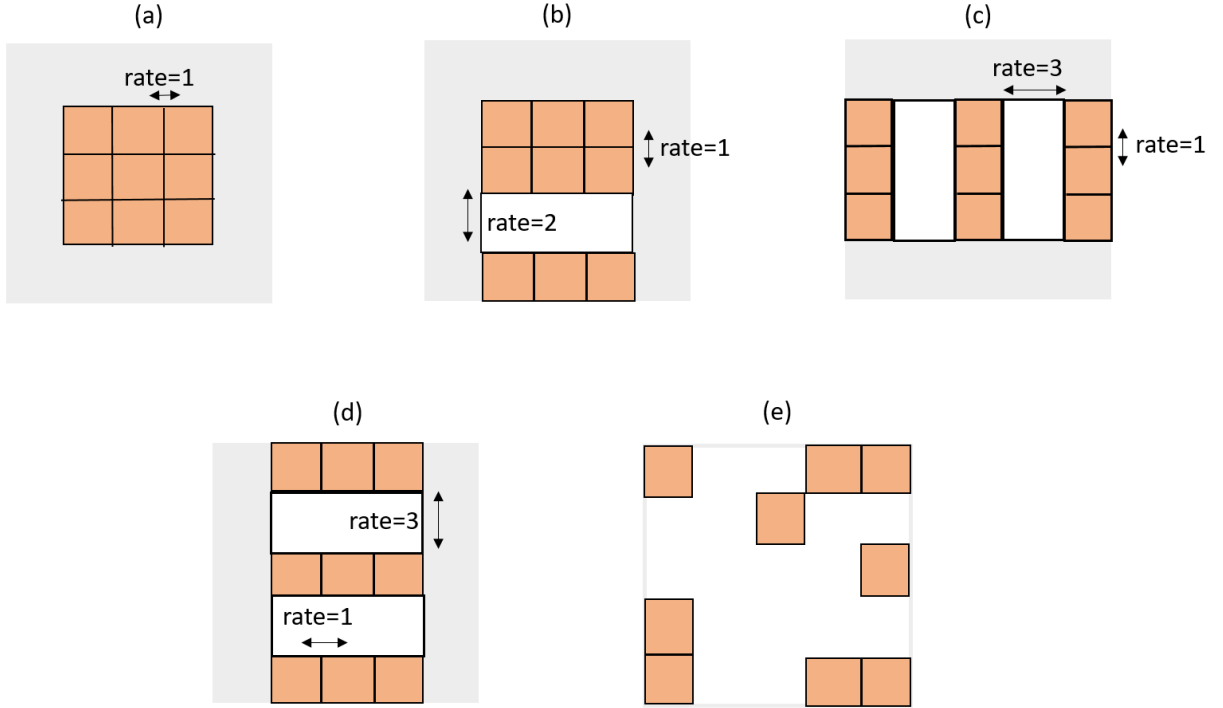 (a)
(b)
(c)
rate=1
rate=3
rate=1
rate=1
rate=2
(d)
(e)
rate=3
rate=1